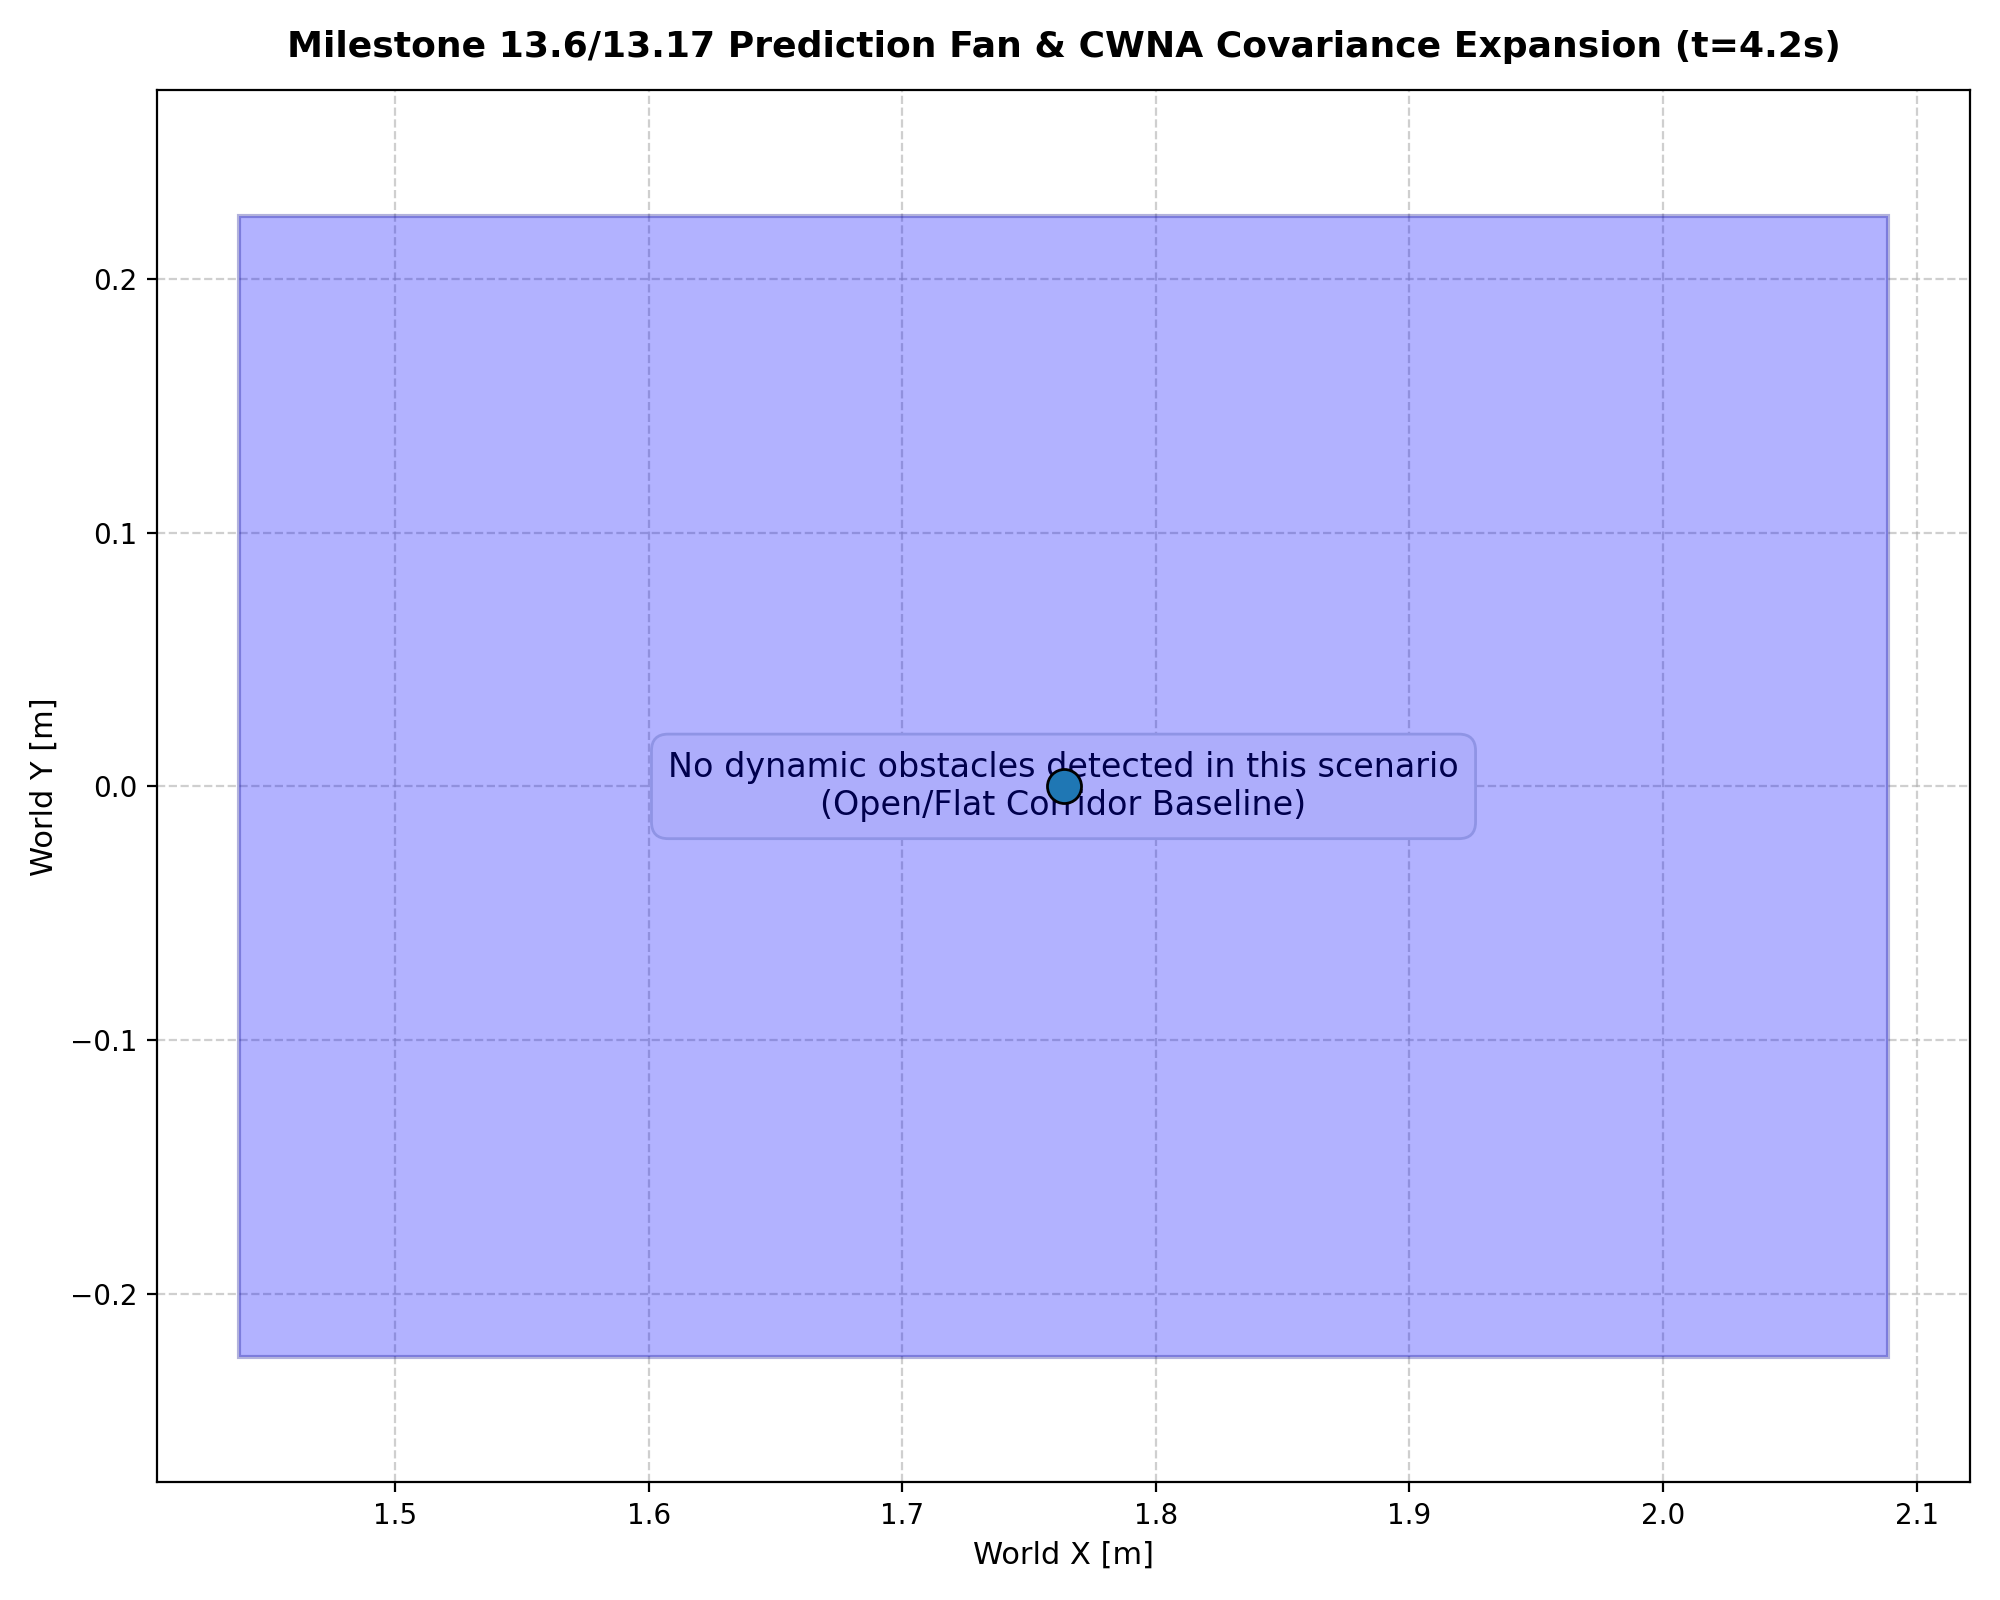 Milestone 13.6/13.17 Prediction Fan & CWNA Covariance Expansion (t=4.2s)
0.2
0.1
0.0
−0.1
−0.2
World Y [m]
No dynamic obstacles detected in this scenario
(Open/Flat Corridor Baseline)
1.5 1.6 1.7 1.8 1.9 2.0 2.1
World X [m]